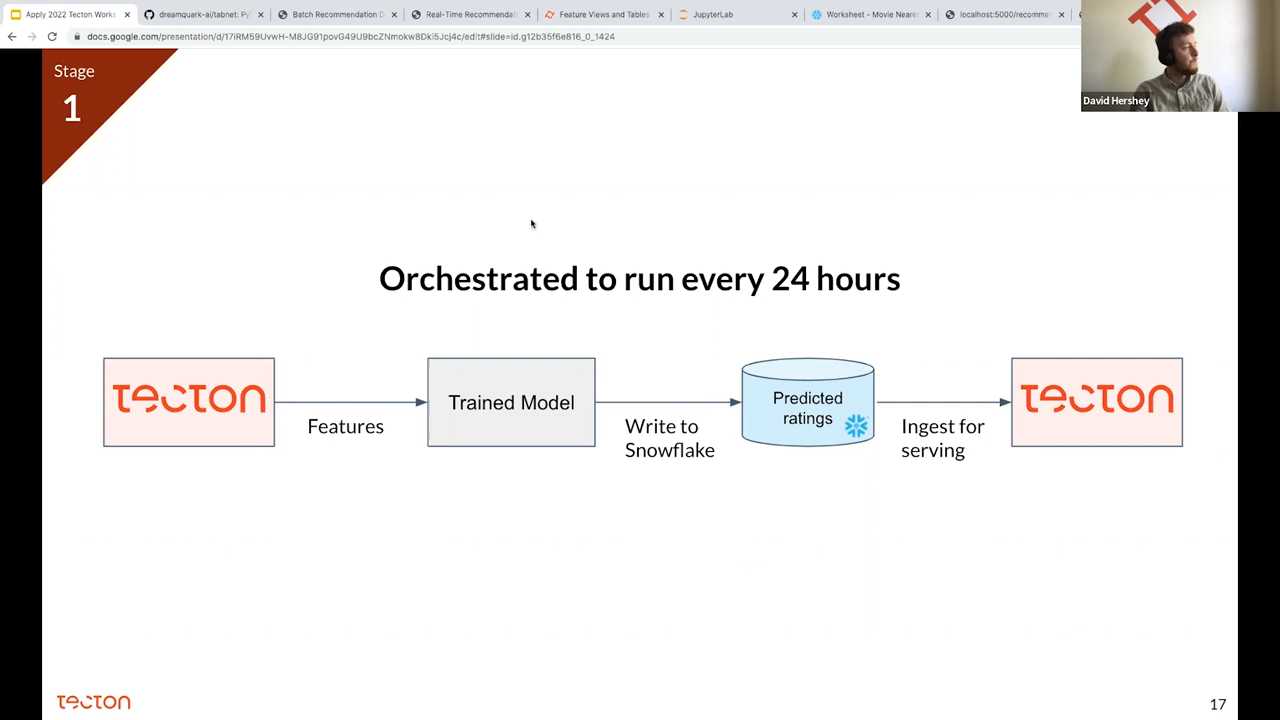 Apply 2022 Tecton Works
dreamquark-ai/tabnet: Py
Batch Recommendation D
Real-Time Recommendat
Feature Views and Tables
JupyterLab
Worksheet - Movie Neare
localhost:5000/recomme
docs.google.com/presentation/d/17iRM59UvwH-M8JG91povG49U9bcZNmokw8Dki5Jcj4c/edit#slide=id.g12b35f6e816_0_1424
David Hershey
Stage
1
Orchestrated to run every 24 hours
tecton
Features
Trained Model
Write to
Snowflake
Predicted
ratings
Ingest for
serving
tecton
tecton
17